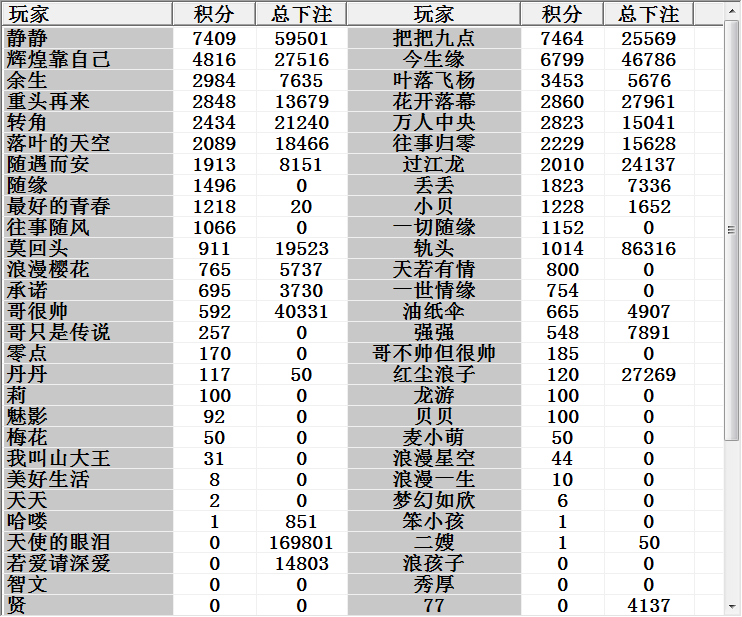 玩家 积分 总下注 玩家 积分 总下注
静静 7409 59501 把把九点 7464 25569
辉煌靠自己 4816 27516 今生缘 6799 46786
余生 2984 7635 叶落飞杨 3453 5676
重头再来 2848 13679 花开落幕 2860 27961
转角 2434 21240 万人中央 2823 15041
落叶的天空 2089 18466 往事归零 2229 15628
随遇而安 1913 8151 过江龙 2010 24137
随缘 1496 0 丢丢 1823 7336
最好的青春 1218 20 小贝 1228 1652
往事随风 1066 0 一切随缘 1152 0
莫回头 911 19523 轨头 1014 86316
浪漫樱花 765 5737 天若有情 800 0
承诺 695 3730 一世情缘 754 0
哥很帅 592 40331 油纸伞 665 4907
哥只是传说 257 0 强强 548 7891
零点 170 0 哥不帅但很帅 185 0
丹丹 117 50 红尘浪子 120 27269
莉 100 0 龙游 100 0
魅影 92 0 贝贝 100 0
梅花 50 0 麦小萌 50 0
我叫山大王 31 0 浪漫星空 44 0
美好生活 8 0 浪漫一生 10 0
天天 2 0 梦幻如欣 6 0
哈喽 1 851 笨小孩 1 0
天使的眼泪 0 169801 二嫂 1 50
若爱请深爱 0 14803 浪孩子 0 0
智文 0 0 秀厚 0 0
贤 0 0 77 0 4137